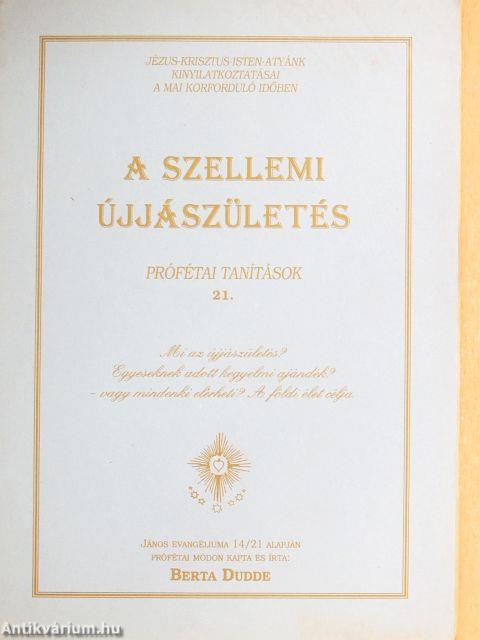 JÉZUS-KRISZTUS-ISTEN-ATYÁNK
KINYILATKOZTATÁSAI
A MAI KORFORDULÓ IDŐBEN
A SZELLEMI
ÚJJÁSZÜLETÉS
PRÓFÉTAI TANÍTÁSOK
21.
Mi az újjászületés?
Egyeseknek adott kegyelmi ajándék?
- vagy mindenki elérheti? A földi élet célja.
JÁNOS EVANGÉLIUMA 14/21 ALAPJÁN
PRÓFÉTAI MÓDON KAPTA ÉS ÍRTA:
BERTA DUDDE
Antikvárium.hu